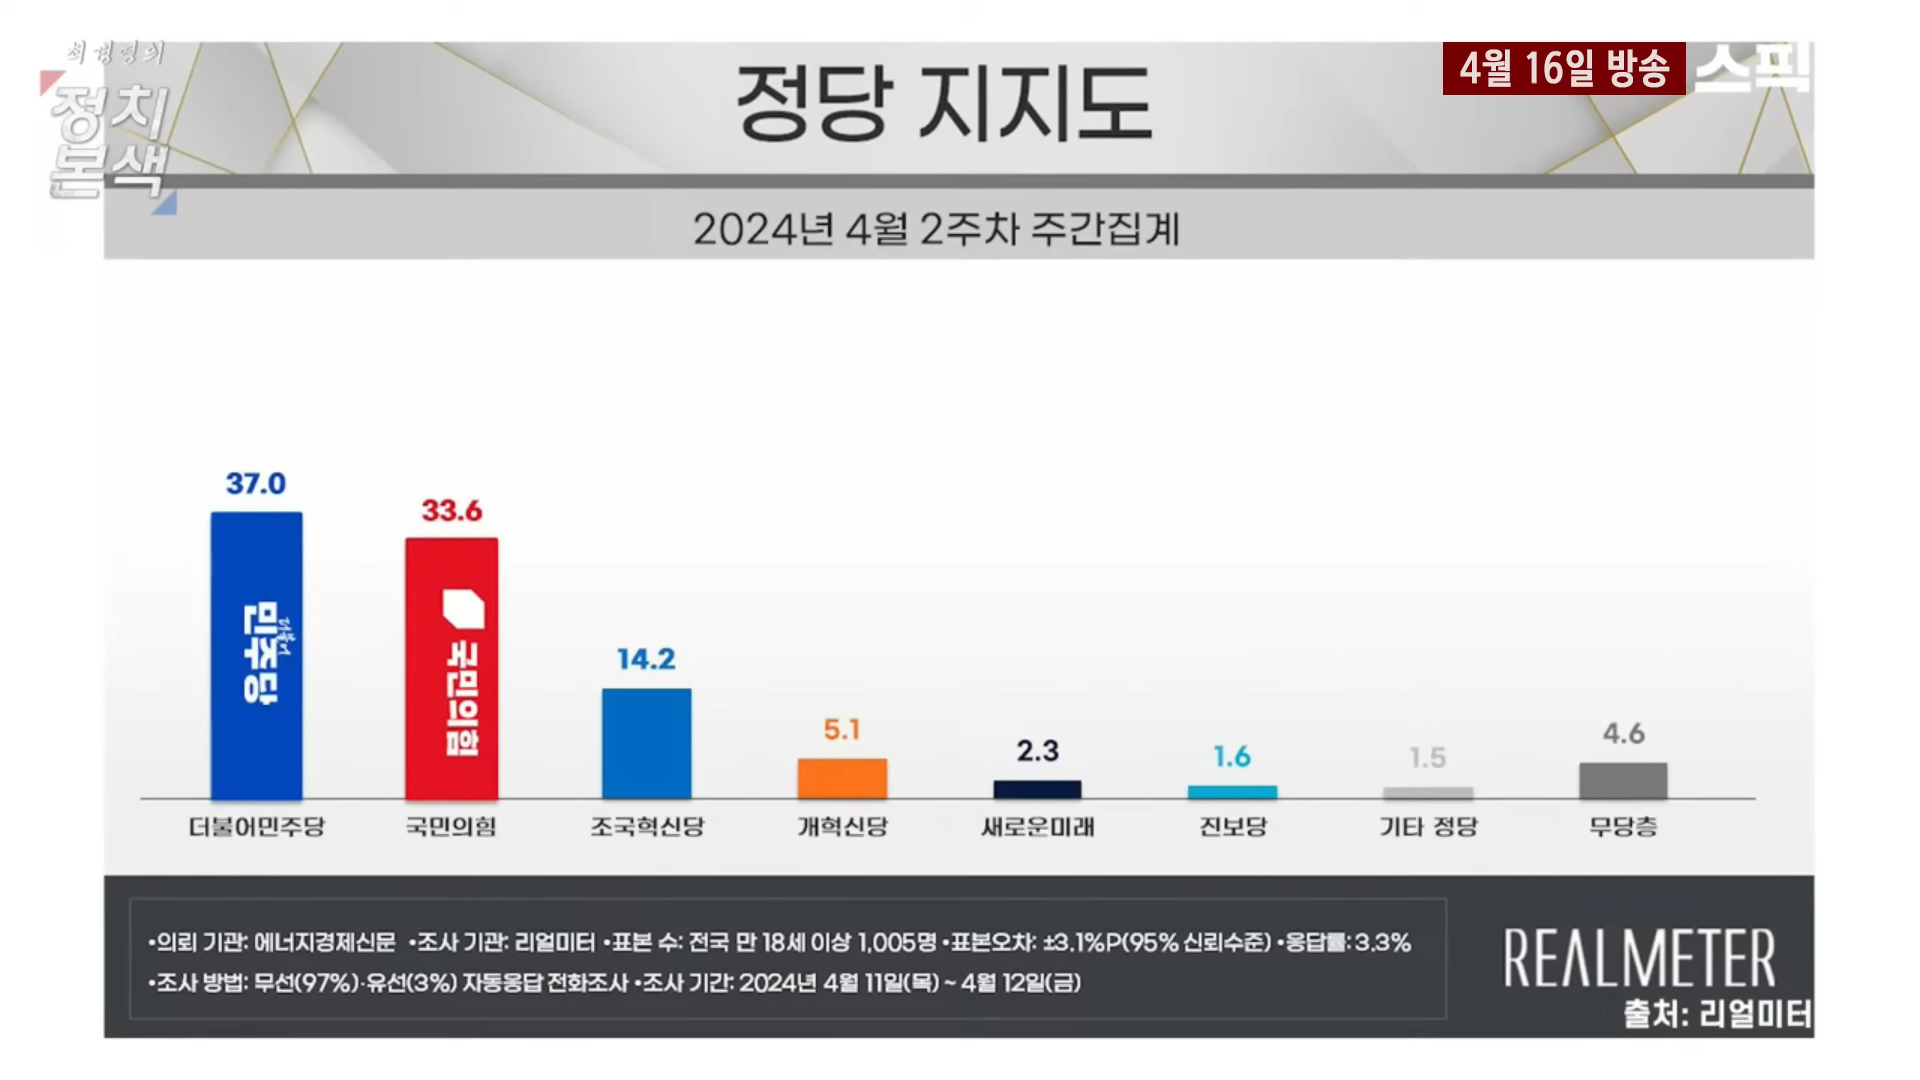 최경영의
정치
본색
4월 16일 방송
스픽
정당 지지도
2024년 4월 2주차 주간집계
37.0
33.6
14.2
5.1
2.3
1.6
1.5
4.6
더불어
민주당
국민의힘
더불어민주당
국민의힘
조국혁신당
개혁신당
새로운미래
진보당
기타 정당
무당층
•의뢰 기관: 에너지경제신문 •조사 기관: 리얼미터 •표본 수: 전국 만 18세 이상 1,005명 •표본오차: ±3.1%P(95% 신뢰수준) •응답률: 3.3%
•조사 방법: 무선(97%)·유선(3%) 자동응답 전화조사 •조사 기간: 2024년 4월 11일(목) ~ 4월 12일(금)
REALMETER
출처: 리얼미터